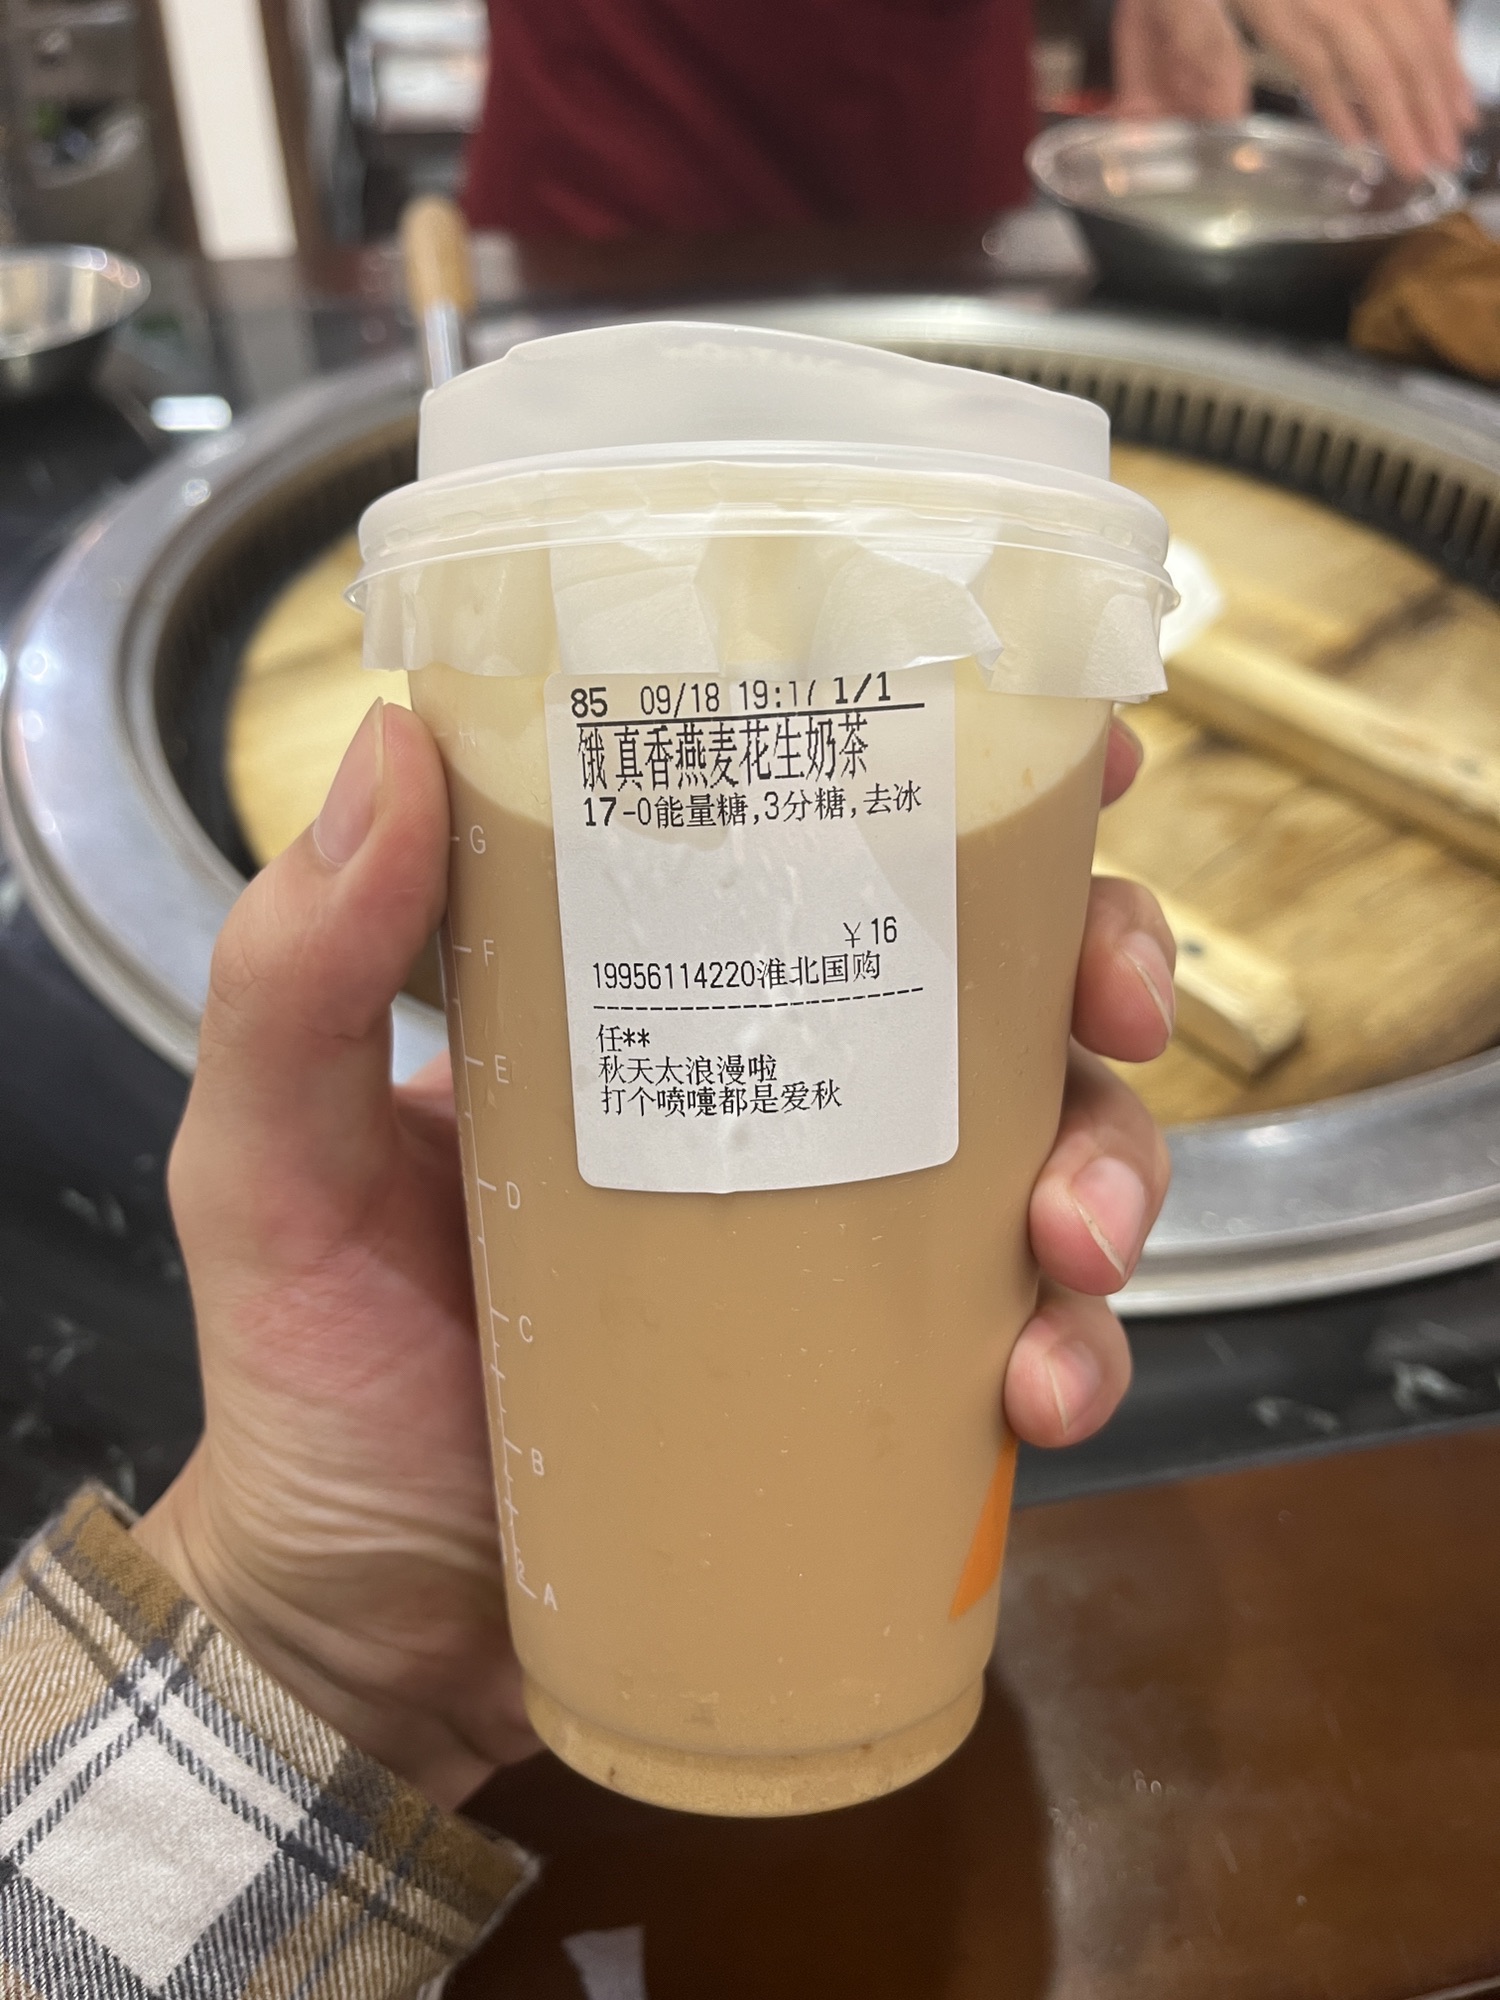 85 09/18 19:17 1/1
饿 真香燕麦花生奶茶
17-0能量糖,3分糖,去冰
￥16
19956114220淮北国购
任**
秋天太浪漫啦
打个喷嚏都是爱秋
G
F
E
D
C
B
A